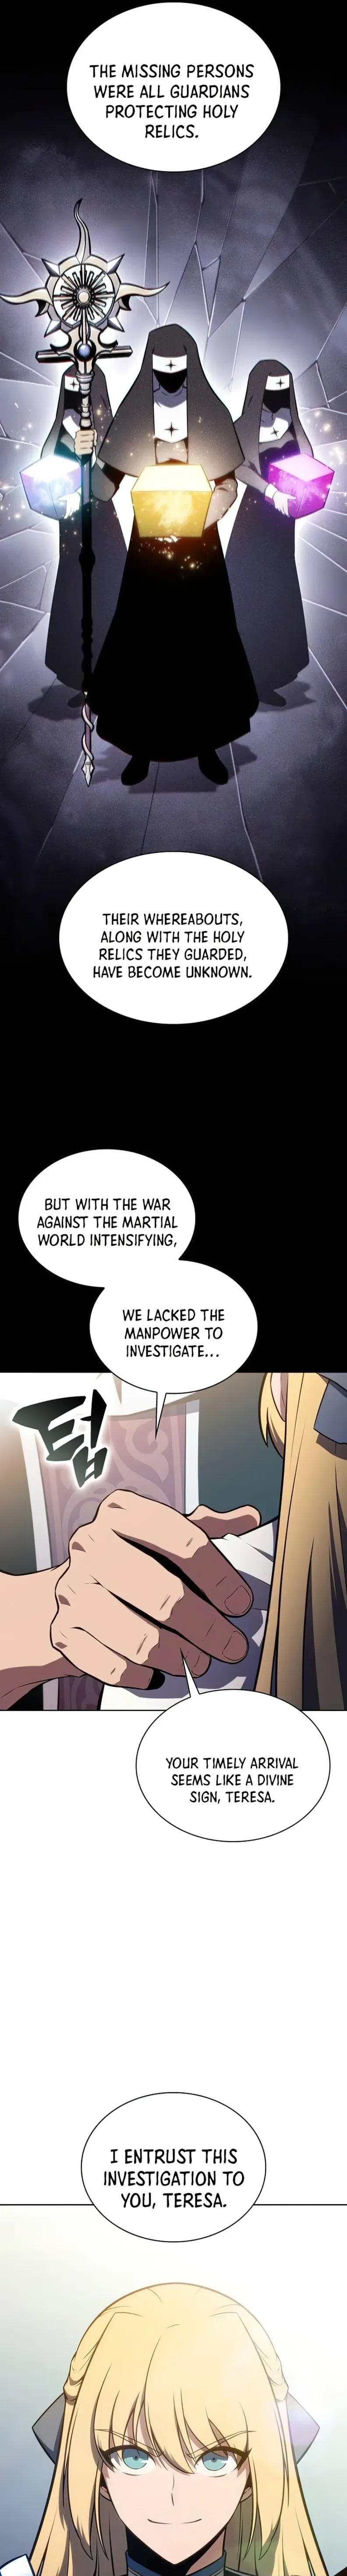 THE MISSING PERSONS
WERE ALL GUARDIANS
PROTECTING HOLY
RELICS.
THEIR WHEREABOUTS,
ALONG WITH THE HOLY
RELICS THEY GUARDED,
HAVE BECOME UNKNOWN.
BUT WITH THE WAR
AGAINST THE MARTIAL
WORLD INTENSIFYING,
WE LACKED THE
MANPOWER TO
INVESTIGATE...
텁
YOUR TIMELY ARRIVAL
SEEMS LIKE A DIVINE
SIGN, TERESA.
I ENTRUST THIS
INVESTIGATION TO
YOU, TERESA.